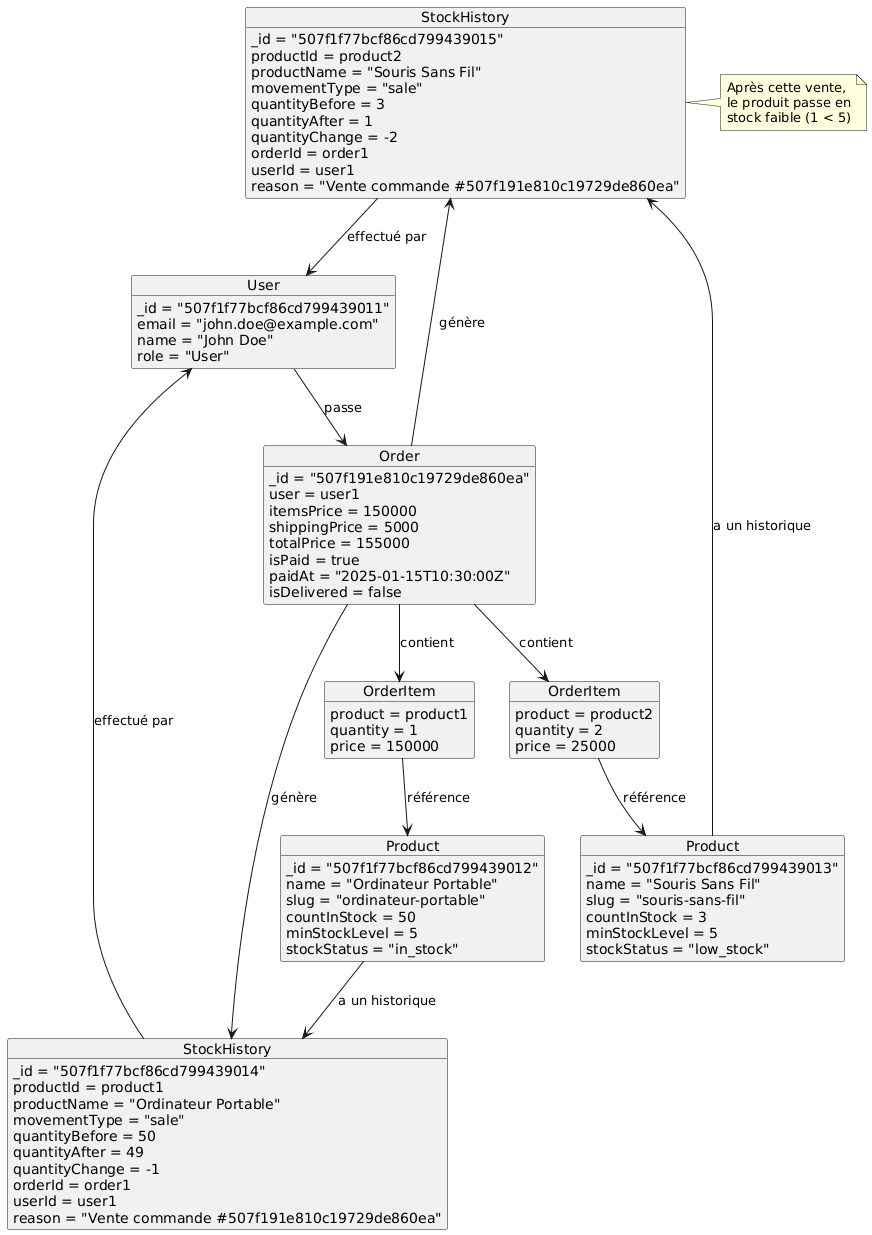 StockHistory
_id = "507f1f77bcf86cd799439015"
productId = product2
productName = "Souris Sans Fil"
movementType = "sale"
quantityBefore = 3
quantityAfter = 1
quantityChange = -2
orderId = order1
userId = user1
reason = "Vente commande #507f191e810c19729de860ea"
Après cette vente,
le produit passe en
stock faible (1 < 5)
effectué par
User
_id = "507f1f77bcf86cd799439011"
email = "john.doe@example.com"
name = "John Doe"
role = "User"
génère
passe
Order
_id = "507f191e810c19729de860ea"
user = user1
itemsPrice = 150000
shippingPrice = 5000
totalPrice = 155000
isPaid = true
paidAt = "2025-01-15T10:30:00Z"
isDelivered = false
a un historique
contient
contient
OrderItem
product = product1
quantity = 1
price = 150000
OrderItem
product = product2
quantity = 2
price = 25000
effectué par
génère
référence
référence
Product
_id = "507f1f77bcf86cd799439012"
name = "Ordinateur Portable"
slug = "ordinateur-portable"
countInStock = 50
minStockLevel = 5
stockStatus = "in_stock"
Product
_id = "507f1f77bcf86cd799439013"
name = "Souris Sans Fil"
slug = "souris-sans-fil"
countInStock = 3
minStockLevel = 5
stockStatus = "low_stock"
a un historique
StockHistory
_id = "507f1f77bcf86cd799439014"
productId = product1
productName = "Ordinateur Portable"
movementType = "sale"
quantityBefore = 50
quantityAfter = 49
quantityChange = -1
orderId = order1
userId = user1
reason = "Vente commande #507f191e810c19729de860ea"